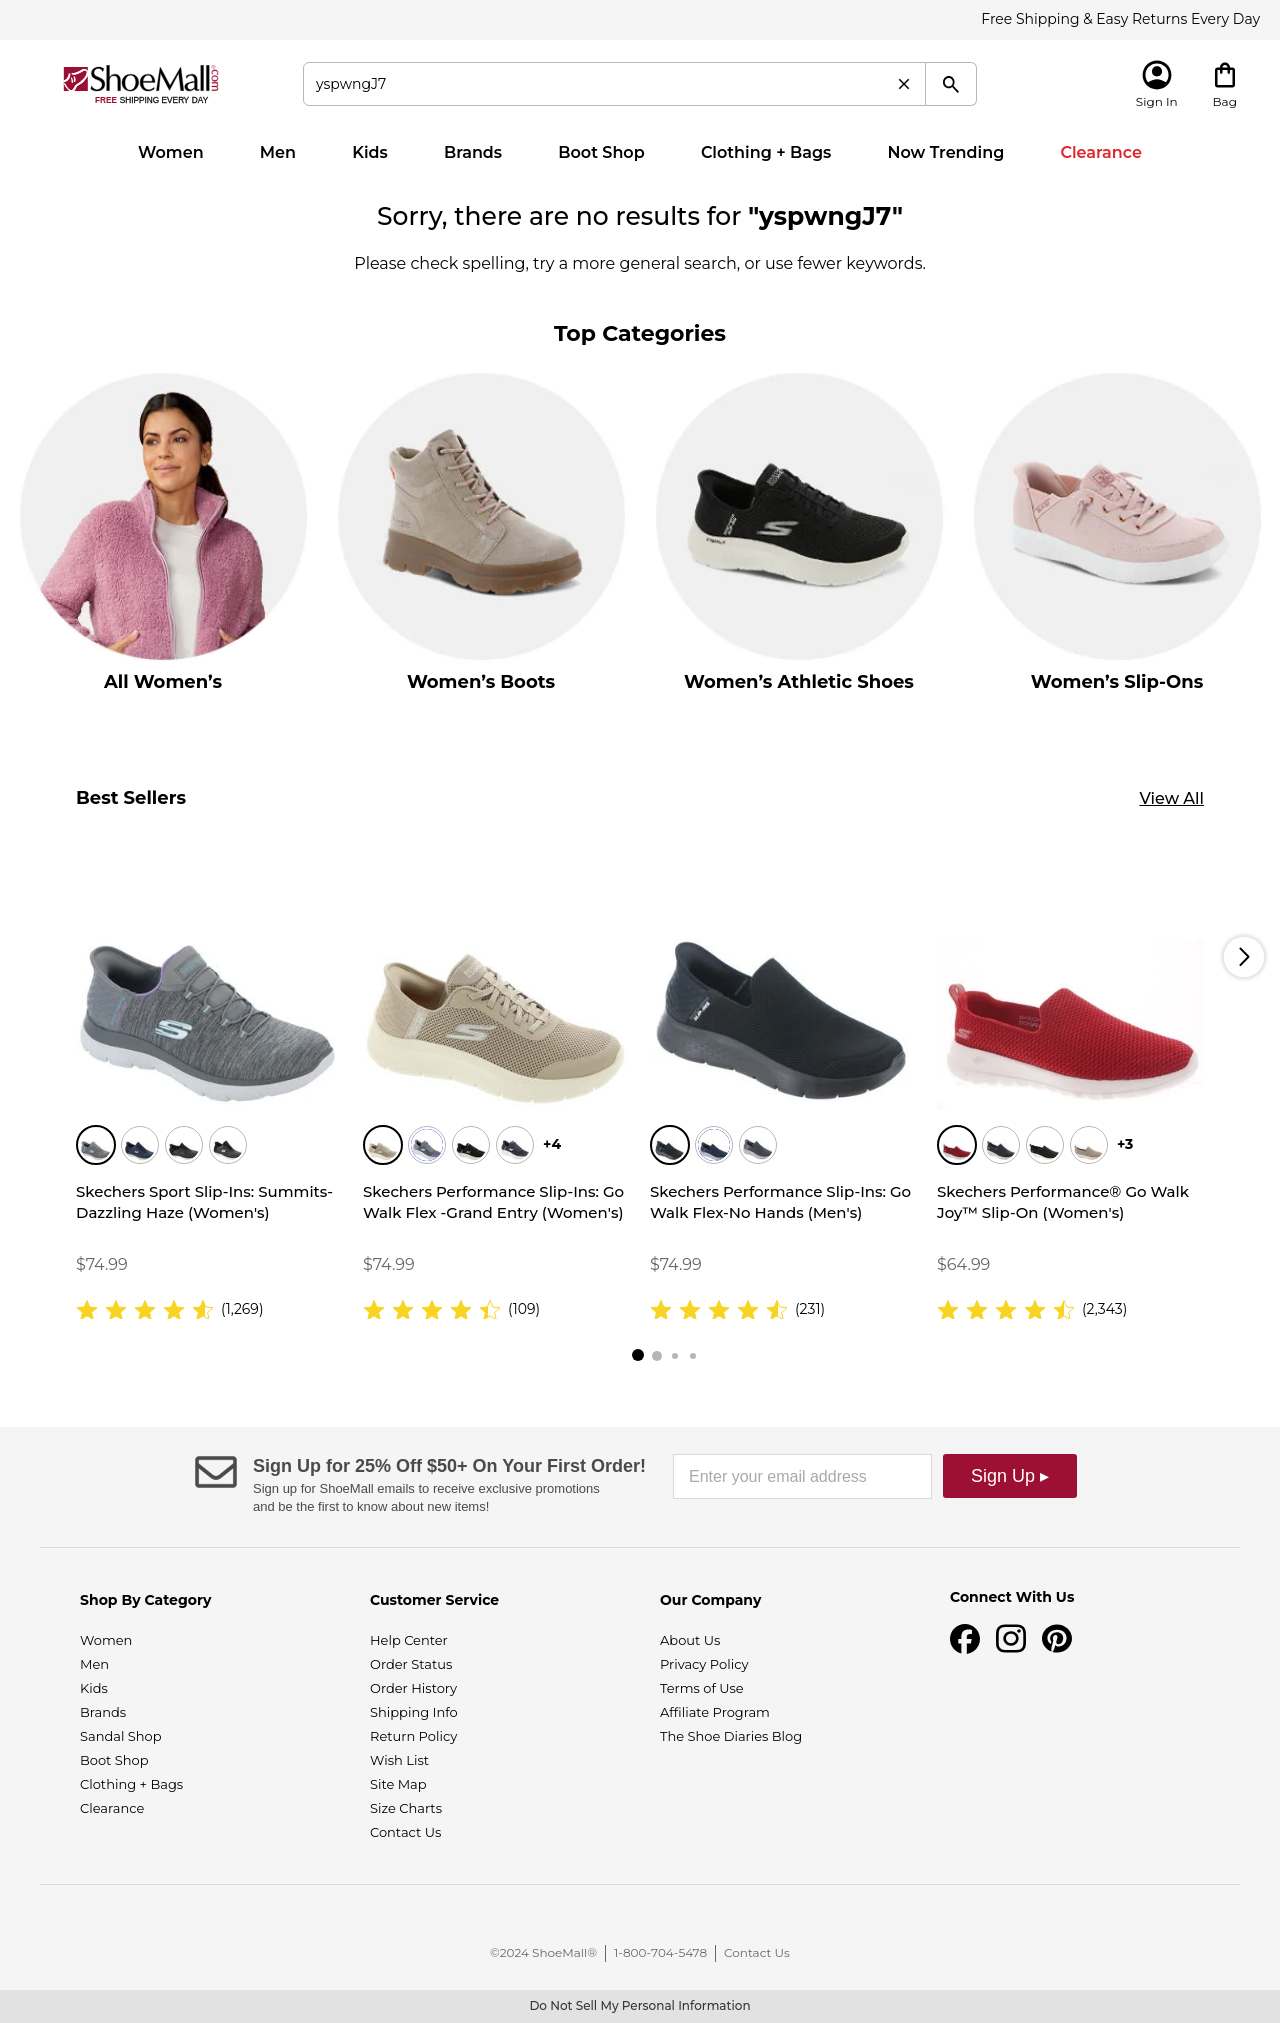 Free Shipping & Easy Returns Every Day
ShoeMall.com
FREE SHIPPING EVERY DAY
yspwngJ7
Sign In
Bag
Women
Men
Kids
Brands
Boot Shop
Clothing + Bags
Now Trending
Clearance
Sorry, there are no results for "yspwngJ7"
Please check spelling, try a more general search, or use fewer keywords.
Top Categories
All Women’s
Women’s Boots
Women’s Athletic Shoes
Women’s Slip-Ons
Best Sellers
View All
+4
+3
Skechers Sport Slip-Ins: Summits-
Dazzling Haze (Women's)
$74.99
(1,269)
Skechers Performance Slip-Ins: Go
Walk Flex -Grand Entry (Women's)
$74.99
(109)
Skechers Performance Slip-Ins: Go
Walk Flex-No Hands (Men's)
$74.99
(231)
Skechers Performance® Go Walk
Joy™ Slip-On (Women's)
$64.99
(2,343)
Sign Up for 25% Off $50+ On Your First Order!
Sign up for ShoeMall emails to receive exclusive promotions
and be the first to know about new items!
Enter your email address
Sign Up ▸
Shop By Category
Women
Men
Kids
Brands
Sandal Shop
Boot Shop
Clothing + Bags
Clearance
Customer Service
Help Center
Order Status
Order History
Shipping Info
Return Policy
Wish List
Site Map
Size Charts
Contact Us
Our Company
About Us
Privacy Policy
Terms of Use
Affiliate Program
The Shoe Diaries Blog
Connect With Us
©2024 ShoeMall®
1-800-704-5478
Contact Us
Do Not Sell My Personal Information